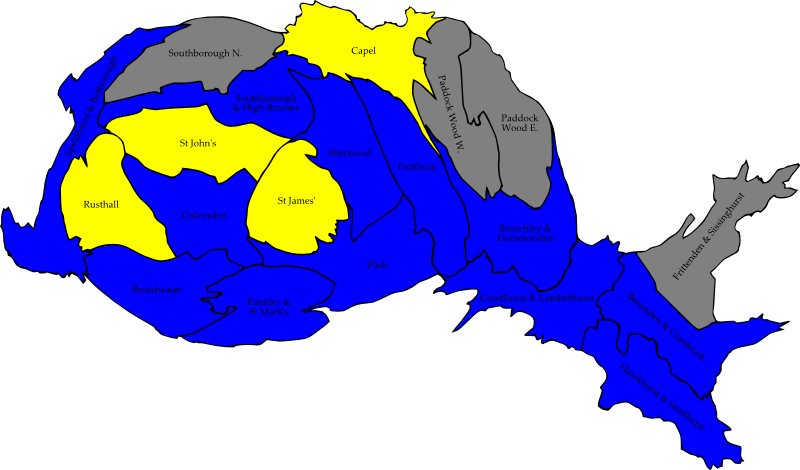 Capel
Southborough N.
Speldhurst & Bidborough
Southborough
& High Brooms
Paddock Wood W.
Paddock
Wood E.
St John's
Sherwood
Pembury
Rusthall
St James'
Culverden
Frittenden & Sissinghurst
Brenchley &
Horsmonden
Park
Broadwater
Pantiles &
St Mark's
Goudhurst & Lamberhurst
Benenden & Cranbrook
Hawkhurst & Sandhurst